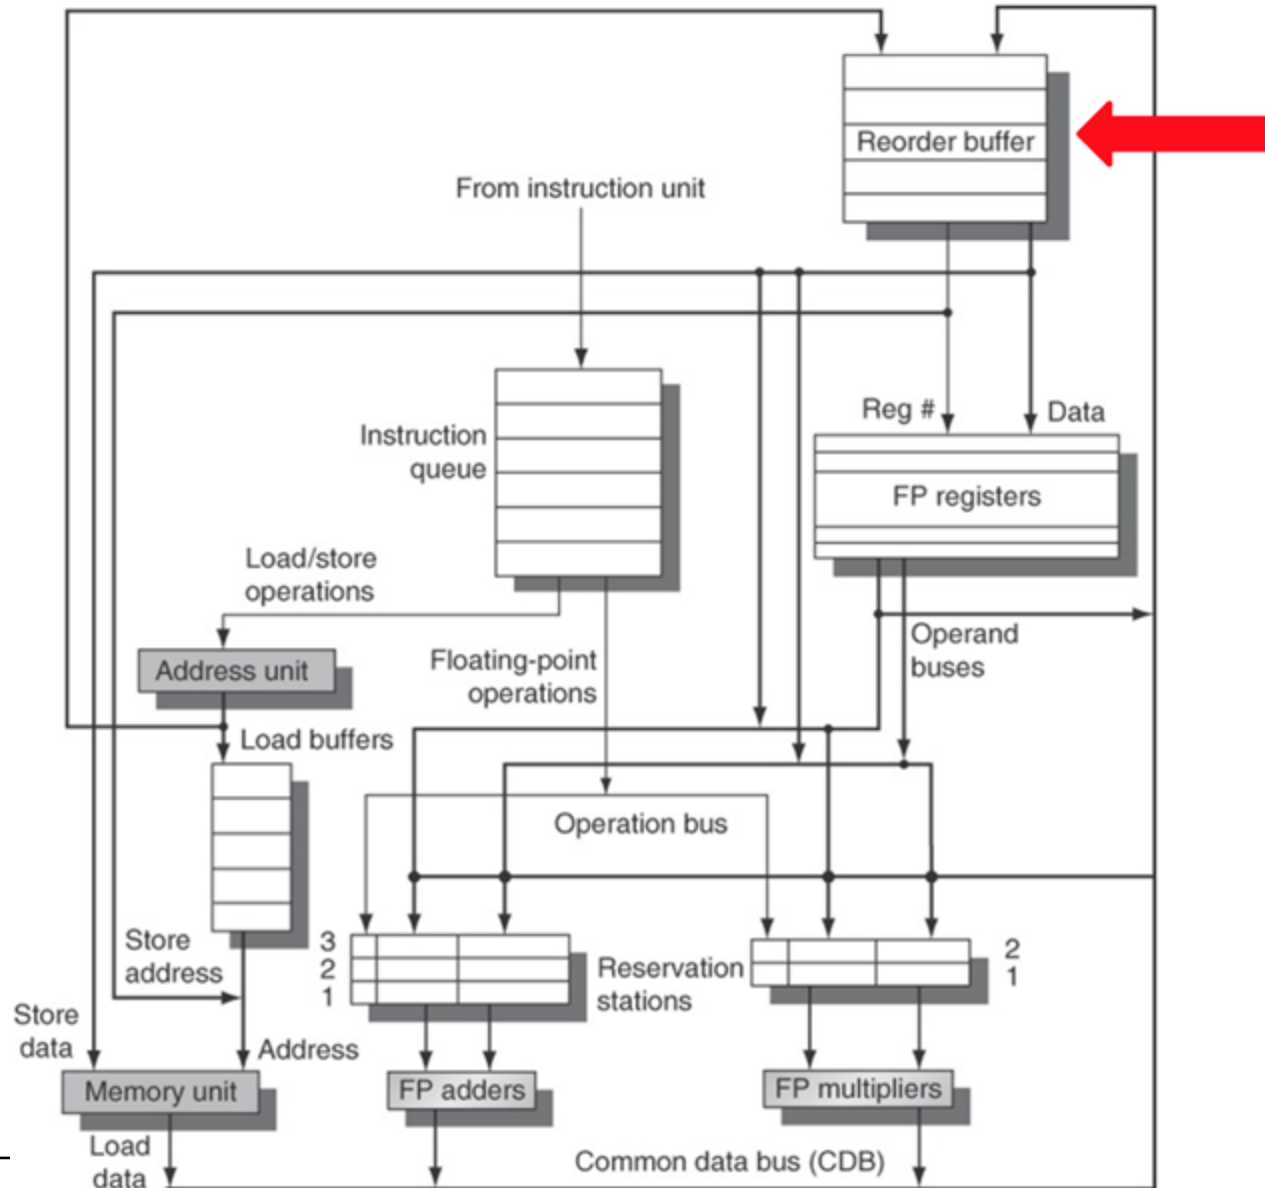 Reorder buffer
From instruction unit
Reg #
Data
Instruction
queue
FP registers
Load/store
operations
Operand
buses
Address unit
Floating-point
operations
Load buffers
Operation bus
Store
address
3
2
1
Reservation
stations
2
1
Store
data
Address
Memory unit
FP adders
FP multipliers
Load
data
Common data bus (CDB)